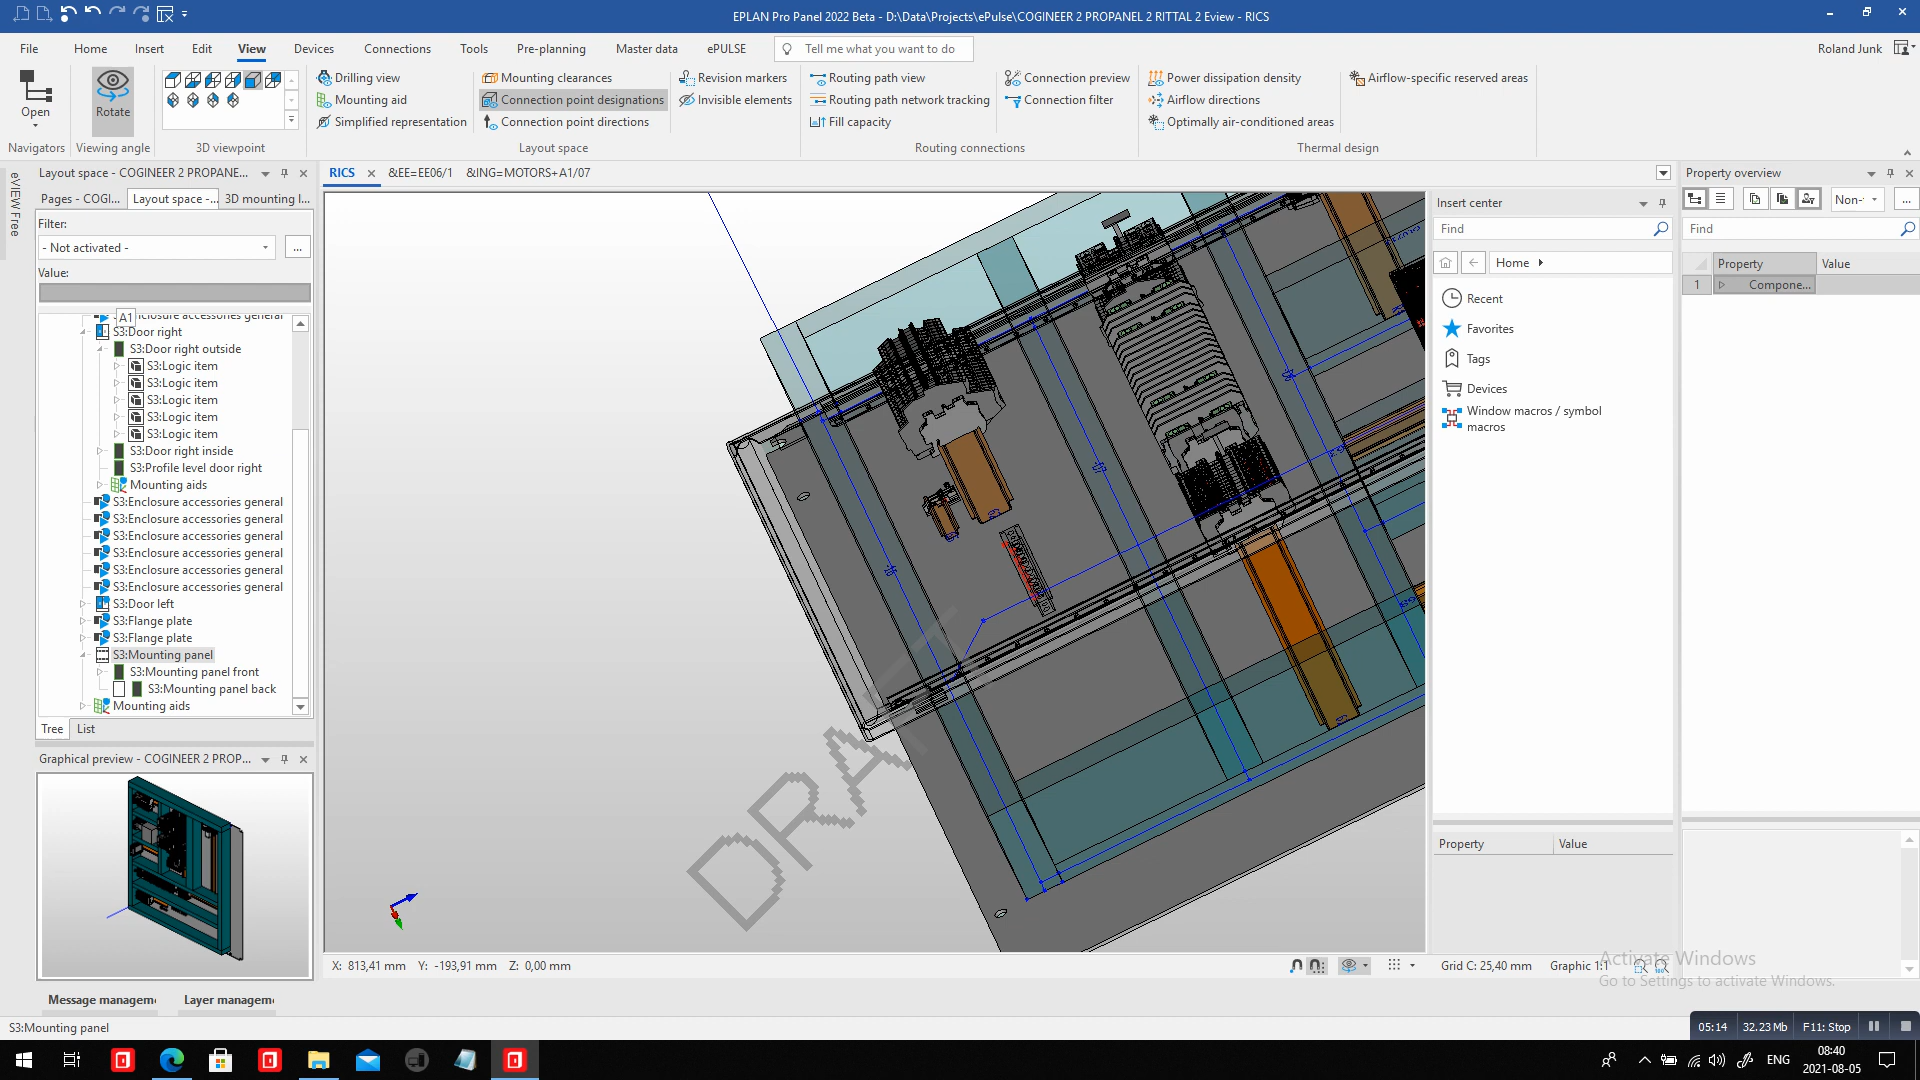 EPLAN Pro Panel 2022 Beta - D:\Data\Projects\ePulse\COGINEER 2 PROPANEL 2 RITTAL 2 Eview - RICS
File Home Insert Edit View Devices Connections Tools Pre-planning Master data ePULSE Tell me what you want to do Roland Junk
Open
Rotate
Drilling view
Mounting aid
Simplified representation
Mounting clearances
Connection point designations
Connection point directions
Revision markers
Invisible elements
Routing path view
Routing path network tracking
Fill capacity
Connection preview
Connection filter
Power dissipation density
Airflow directions
Optimally air-conditioned areas
Airflow-specific reserved areas
Navigators Viewing angle 3D viewpoint Layout space Routing connections Thermal design
eVIEW Free
Layout space - COGINEER 2 PROPANE...
Pages - COGI... Layout space -... 3D mounting l...
Filter:
- Not activated -
...
Value:
A1
S3:Door right
S3:Door right outside
S3:Logic item
S3:Logic item
S3:Logic item
S3:Logic item
S3:Logic item
S3:Door right inside
S3:Profile level door right
Mounting aids
S3:Enclosure accessories general
S3:Enclosure accessories general
S3:Enclosure accessories general
S3:Enclosure accessories general
S3:Enclosure accessories general
S3:Enclosure accessories general
S3:Door left
S3:Flange plate
S3:Flange plate
S3:Mounting panel
S3:Mounting panel front
S3:Mounting panel back
Mounting aids
Tree List
Graphical preview - COGINEER 2 PROP...
Message managem
Layer managem
S3:Mounting panel
RICS &EE=EE06/1 &ING=MOTORS+A1/07
DRAFT
X: 813,41 mm Y: -193,91 mm Z: 0,00 mm
Grid C: 25,40 mm Graphic 1:1
Insert center
Find
Home
Recent
Favorites
Tags
Devices
Window macros / symbol
macros
Property Value
Property overview
Non-
...
Find
Property Value
1 Compone...
Activate Windows
Go to Settings to activate Windows.
05:14 32.23 Mb F11: Stop
ENG
08:40
2021-08-05